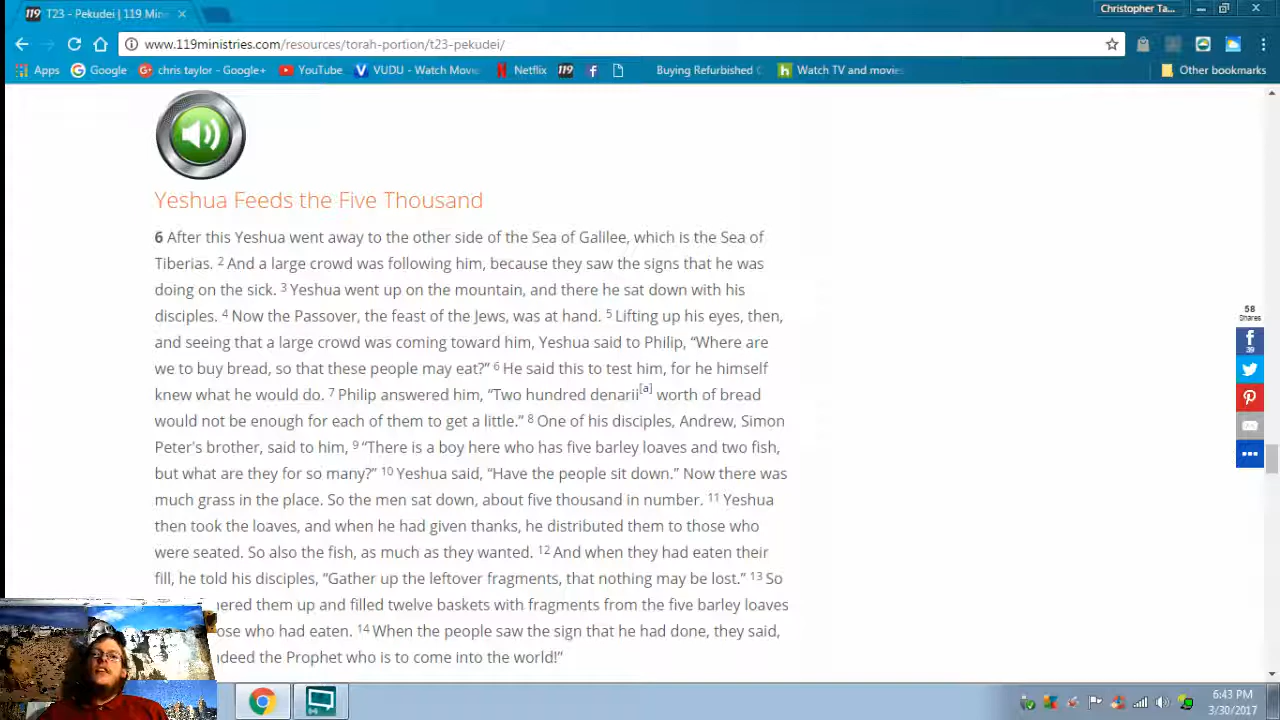 119 T23 - Pekudei | 119 Min
Christopher Ta...
www.119ministries.com/resources/torah-portion/t23-pekudei/
Apps Google chris taylor - Google+ YouTube VUDU - Watch Movi Netflix 119 Buying Refurbished Watch TV and movies Other bookmarks
Yeshua Feeds the Five Thousand
6 After this Yeshua went away to the other side of the Sea of Galilee, which is the Sea of
Tiberias. 2 And a large crowd was following him, because they saw the signs that he was
doing on the sick. 3 Yeshua went up on the mountain, and there he sat down with his
disciples. 4 Now the Passover, the feast of the Jews, was at hand. 5 Lifting up his eyes, then,
and seeing that a large crowd was coming toward him, Yeshua said to Philip, “Where are
we to buy bread, so that these people may eat?” 6 He said this to test him, for he himself
knew what he would do. 7 Philip answered him, “Two hundred denarii[a] worth of bread
would not be enough for each of them to get a little.” 8 One of his disciples, Andrew, Simon
Peter's brother, said to him, 9 “There is a boy here who has five barley loaves and two fish,
but what are they for so many?” 10 Yeshua said, “Have the people sit down.” Now there was
much grass in the place. So the men sat down, about five thousand in number. 11 Yeshua
then took the loaves, and when he had given thanks, he distributed them to those who
were seated. So also the fish, as much as they wanted. 12 And when they had eaten their
fill, he told his disciples, “Gather up the leftover fragments, that nothing may be lost.” 13 So
ered them up and filled twelve baskets with fragments from the five barley loaves
ose who had eaten. 14 When the people saw the sign that he had done, they said,
ndeed the Prophet who is to come into the world!”
58
Shares
39
6:43 PM
3/30/2017